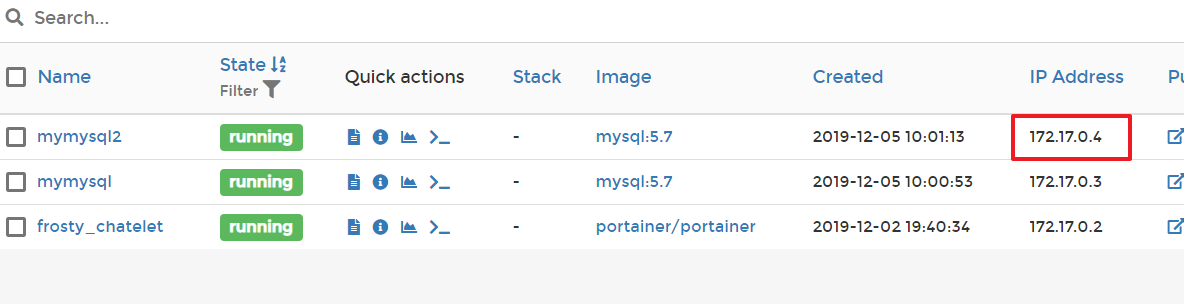 Search...
Name State Quick actions Stack Image Created IP Address Pu
Filter
mymysql2 running - mysql:5.7 2019-12-05 10:01:13 172.17.0.4
mymysql running - mysql:5.7 2019-12-05 10:00:53 172.17.0.3
frosty_chatelet running - portainer/portainer 2019-12-02 19:40:34 172.17.0.2